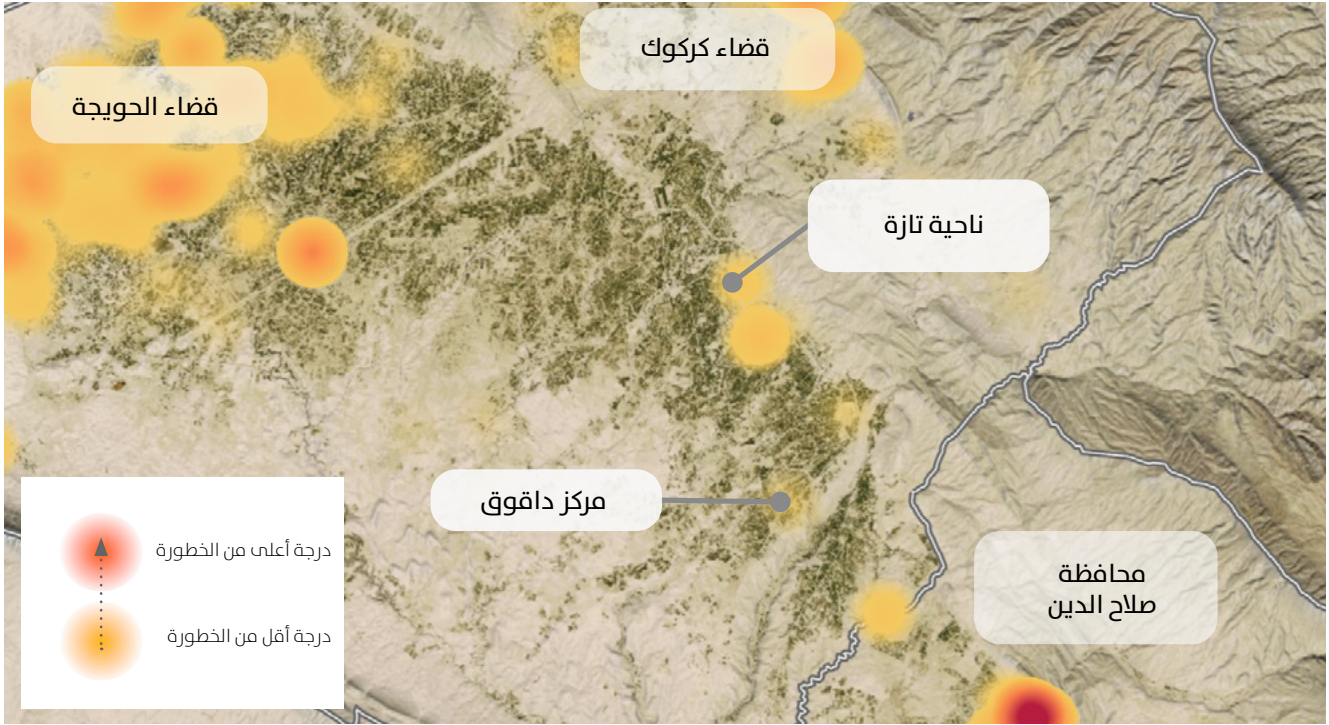 قضاء كركوك
قضاء الحويجة
ناحية تازة
مركز داقوق
محافظة
صلاح الدين
درجة أعلى من الخطورة
درجة أقل من الخطورة